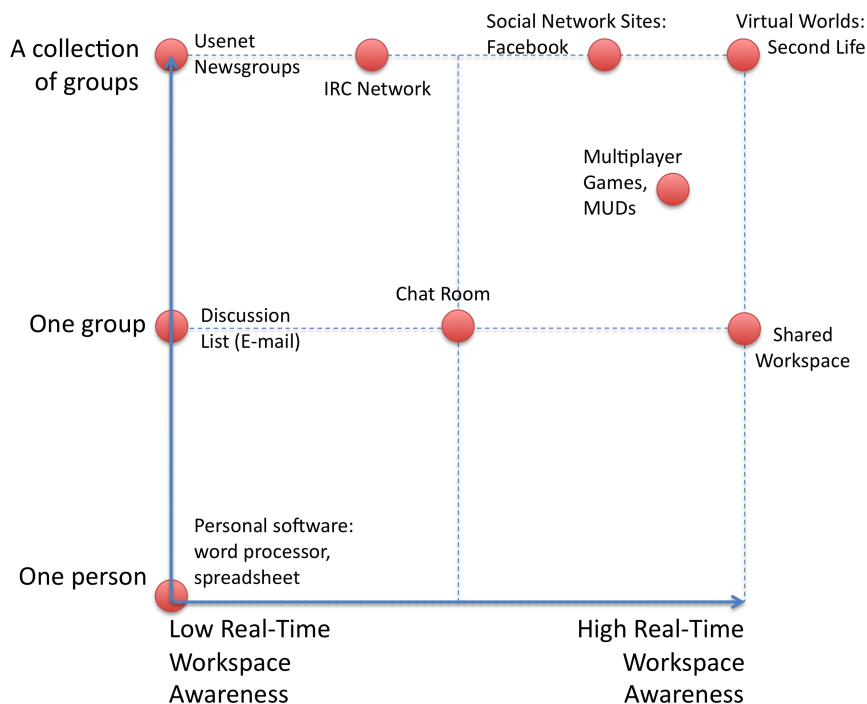 A collection
of groups
Usenet
Newsgroups
IRC Network
Social Network Sites:
Facebook
Virtual Worlds:
Second Life
Multiplayer
Games,
MUDs
One group
Discussion
List (E-mail)
Chat Room
Shared
Workspace
Personal software:
word processor,
spreadsheet
One person
Low Real-Time
Workspace
Awareness
High Real-Time
Workspace
Awareness